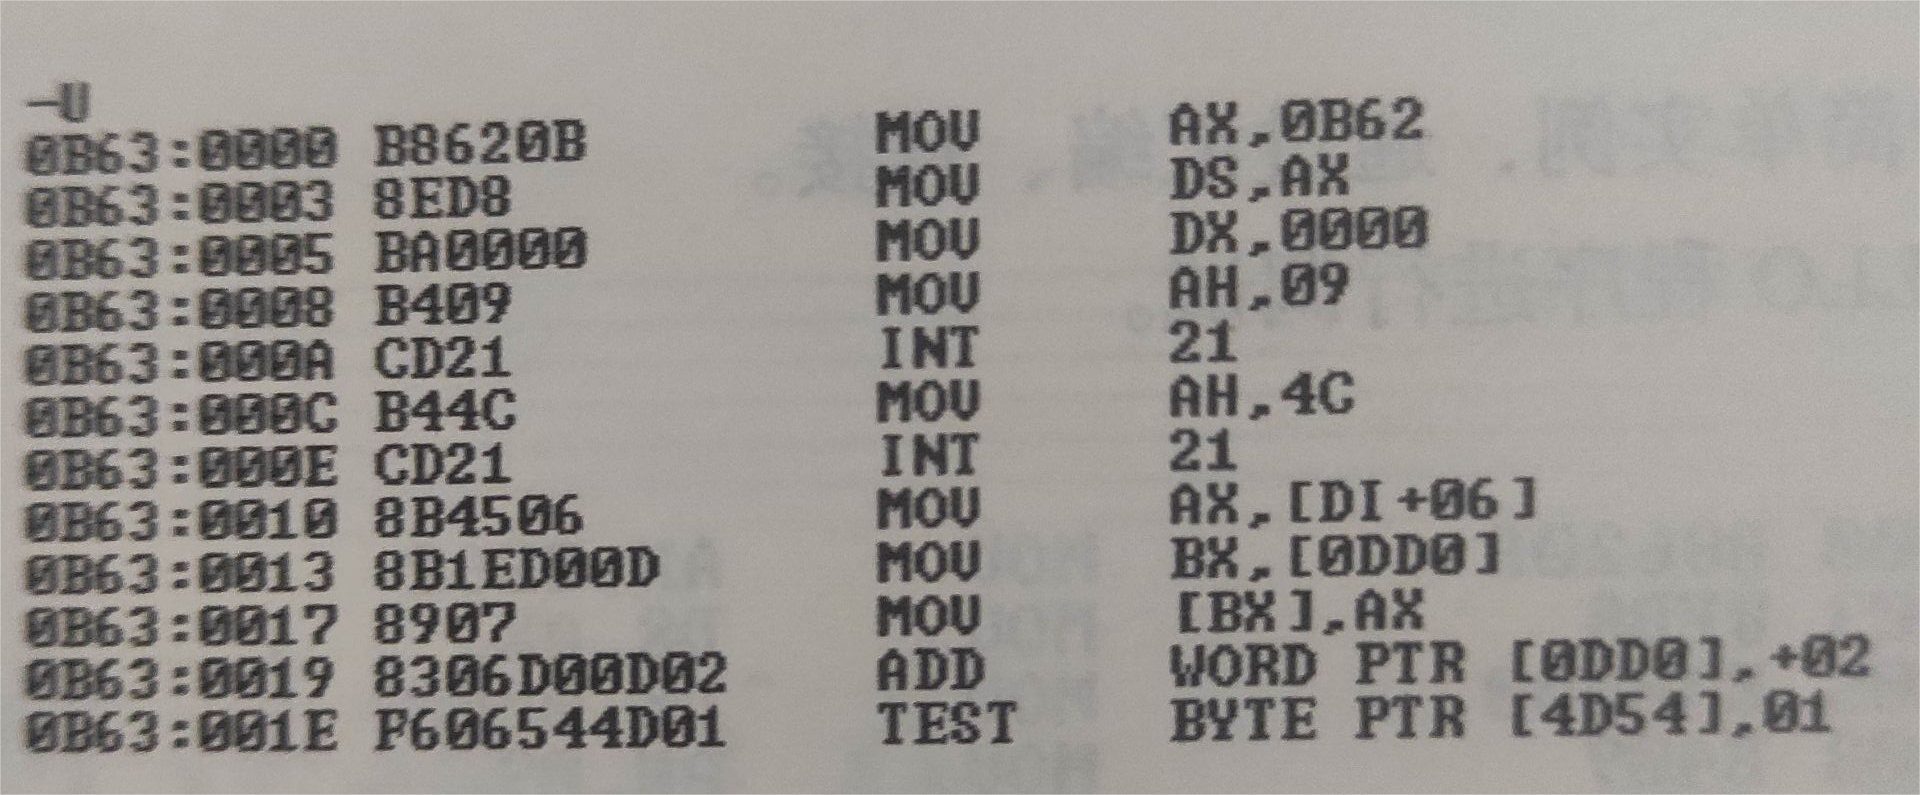 -U
0B63:0000 B8620B MOV AX,0B62
0B63:0003 8ED8 MOV DS,AX
0B63:0005 BA0000 MOV DX,0000
0B63:0008 B409 MOV AH,09
0B63:000A CD21 INT 21
0B63:000C B44C MOV AH,4C
0B63:000E CD21 INT 21
0B63:0010 8B4506 MOV AX,[DI+06]
0B63:0013 8B1ED00D MOV BX,[0DD0]
0B63:0017 8907 MOV [BX],AX
0B63:0019 8306D00D02 ADD WORD PTR [0DD0],+02
0B63:001E F606544D01 TEST BYTE PTR [4D54],01